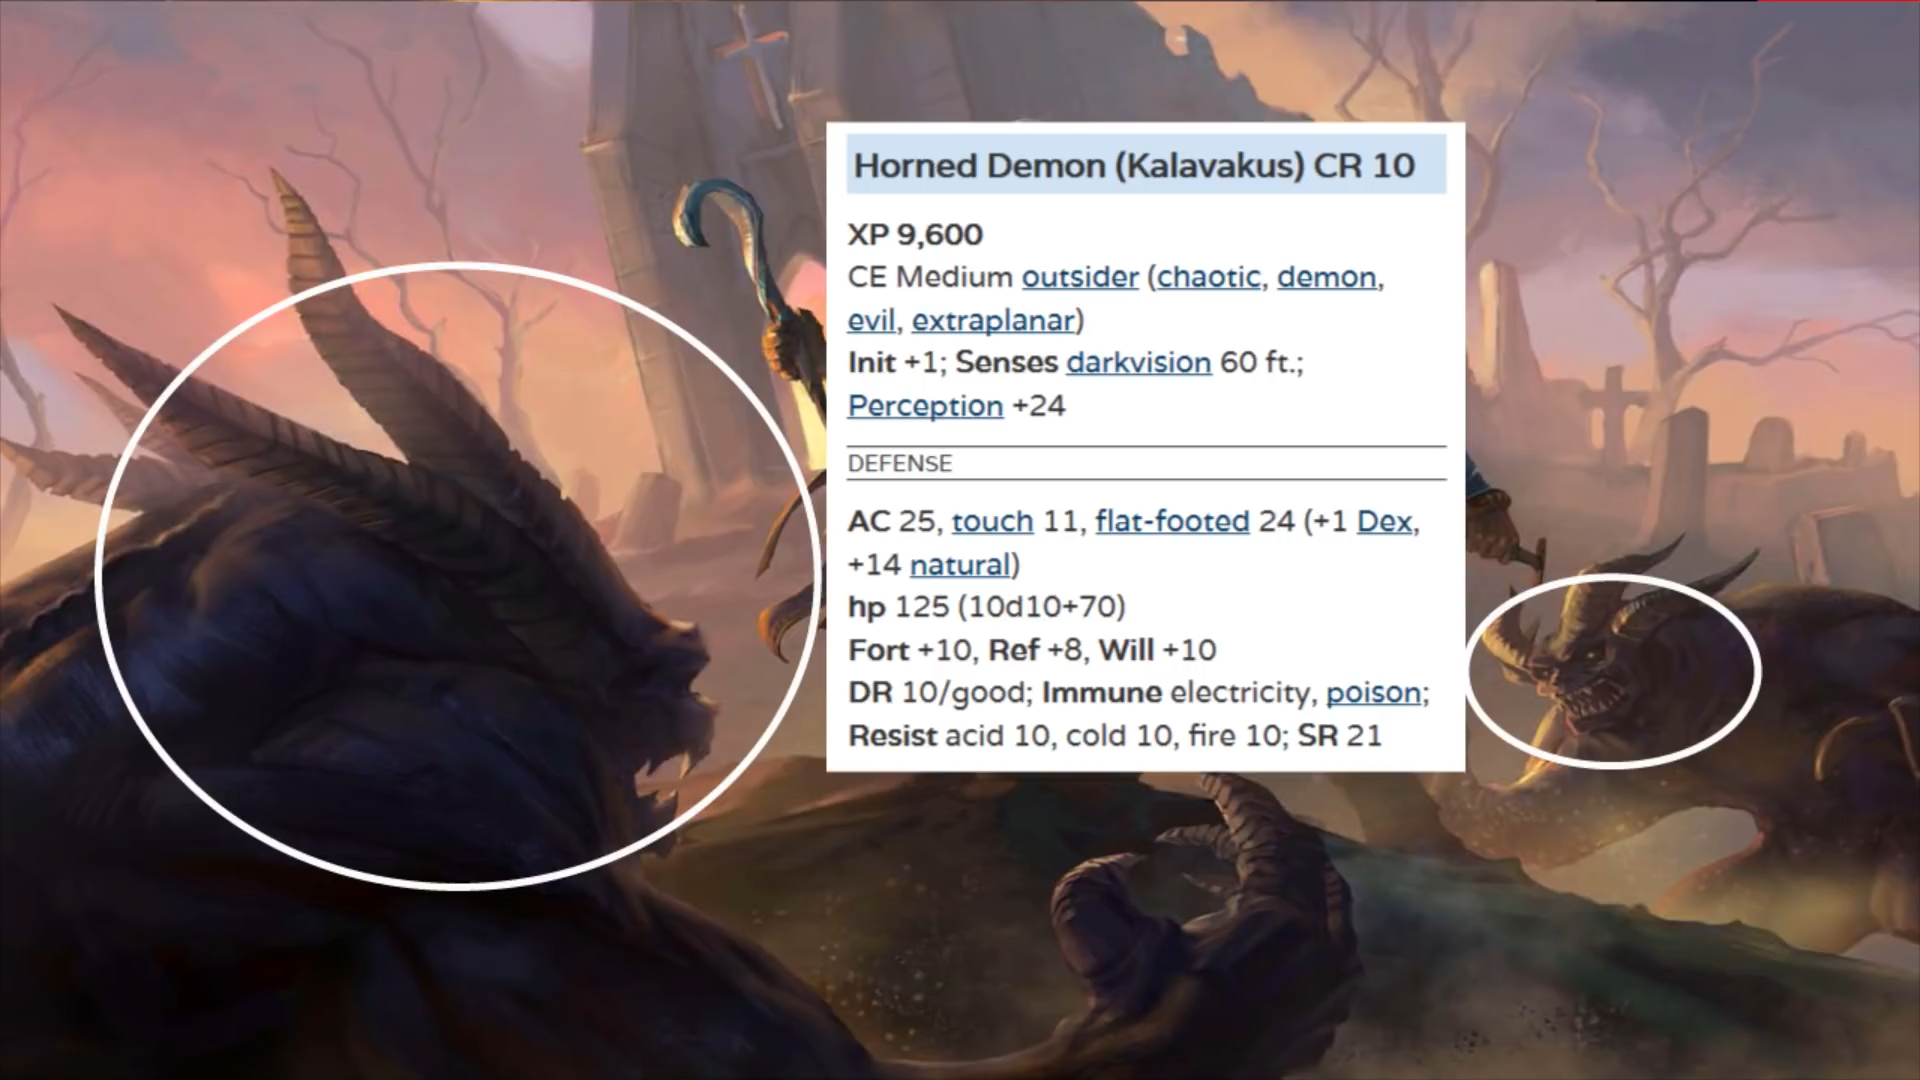 Horned Demon (Kalavakus) CR 10
XP 9,600
CE Medium outsider (chaotic, demon,
evil, extraplanar)
Init +1; Senses darkvision 60 ft.;
Perception +24
DEFENSE
AC 25, touch 11, flat-footed 24 (+1 Dex,
+14 natural)
hp 125 (10d10+70)
Fort +10, Ref +8, Will +10
DR 10/good; Immune electricity, poison;
Resist acid 10, cold 10, fire 10; SR 21